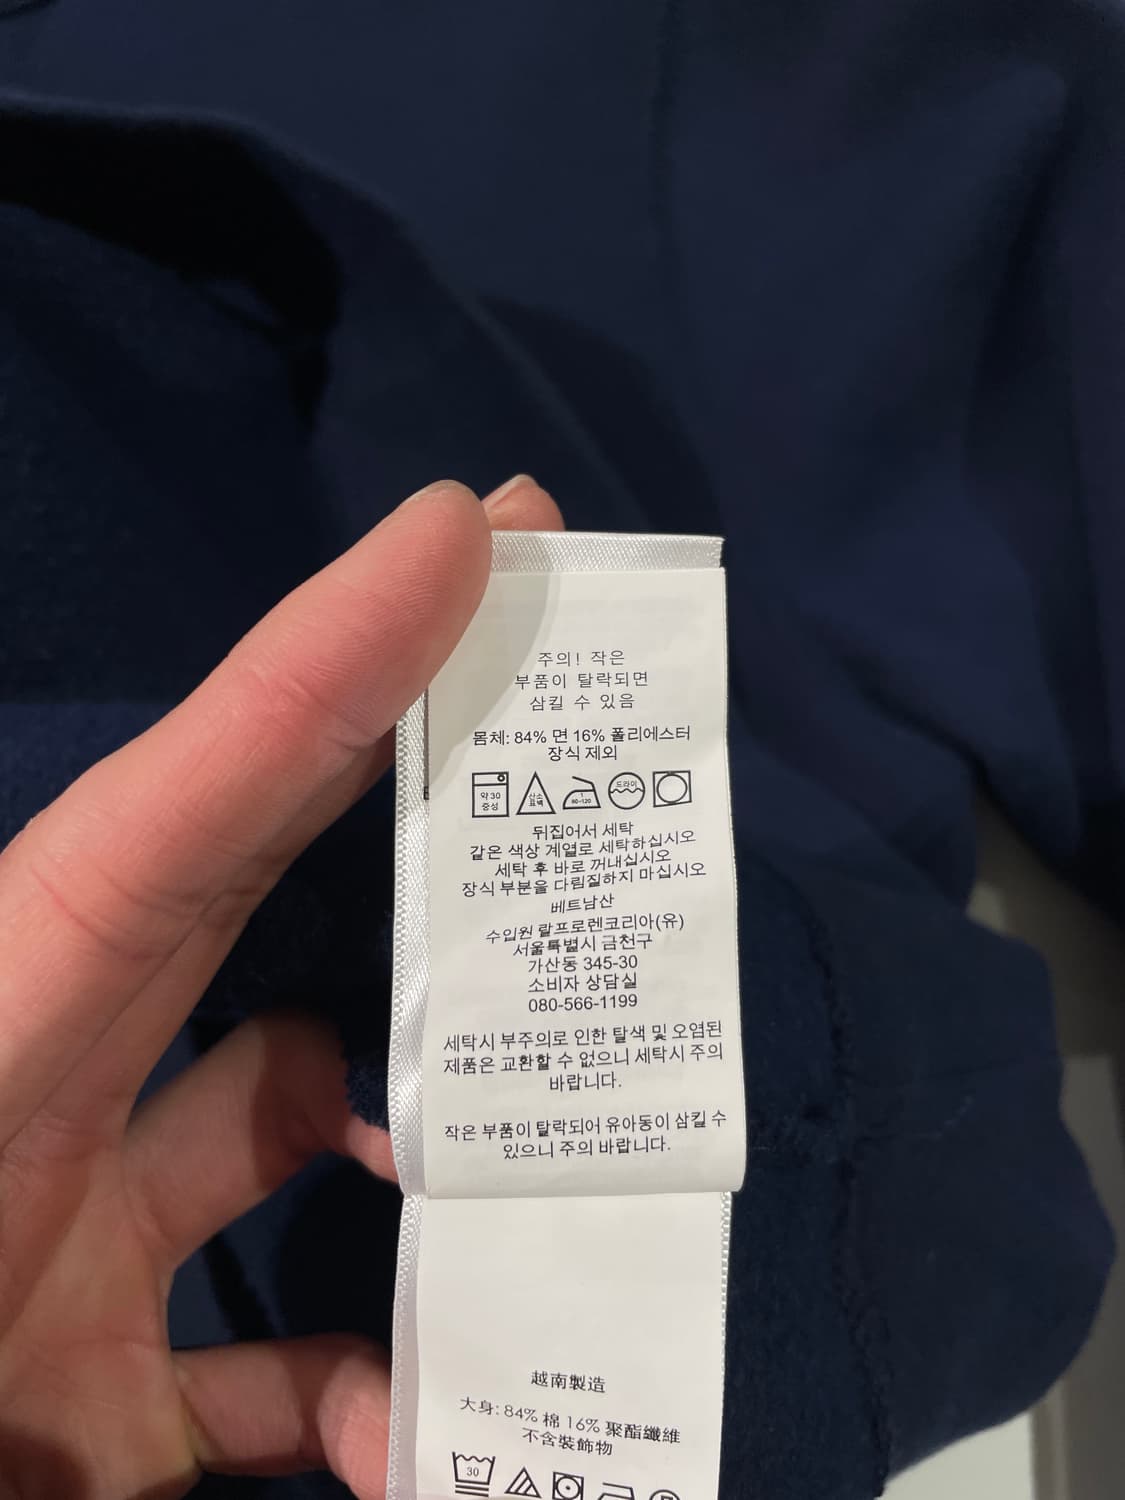 주의! 작은
부품이 탈락되면
삼킬 수 있음
몸체: 84% 면 16% 폴리에스터
장식 제외
약 30
중성
산소
표백
1
80-120
드라이
뒤집어서 세탁
같은 색상 계열로 세탁하십시오
세탁 후 바로 꺼내십시오
장식 부분을 다림질하지 마십시오
베트남산
수입원 랄프로렌코리아(유)
서울특별시 금천구
가산동 345-30
소비자 상담실
080-566-1199
세탁시 부주의로 인한 탈색 및 오염된
제품은 교환할 수 없으니 세탁시 주의
바랍니다.
작은 부품이 탈락되어 유아동이 삼킬 수
있으니 주의 바랍니다.
越南製造
大身: 84% 棉 16% 聚酯纖維
不含裝飾物
30